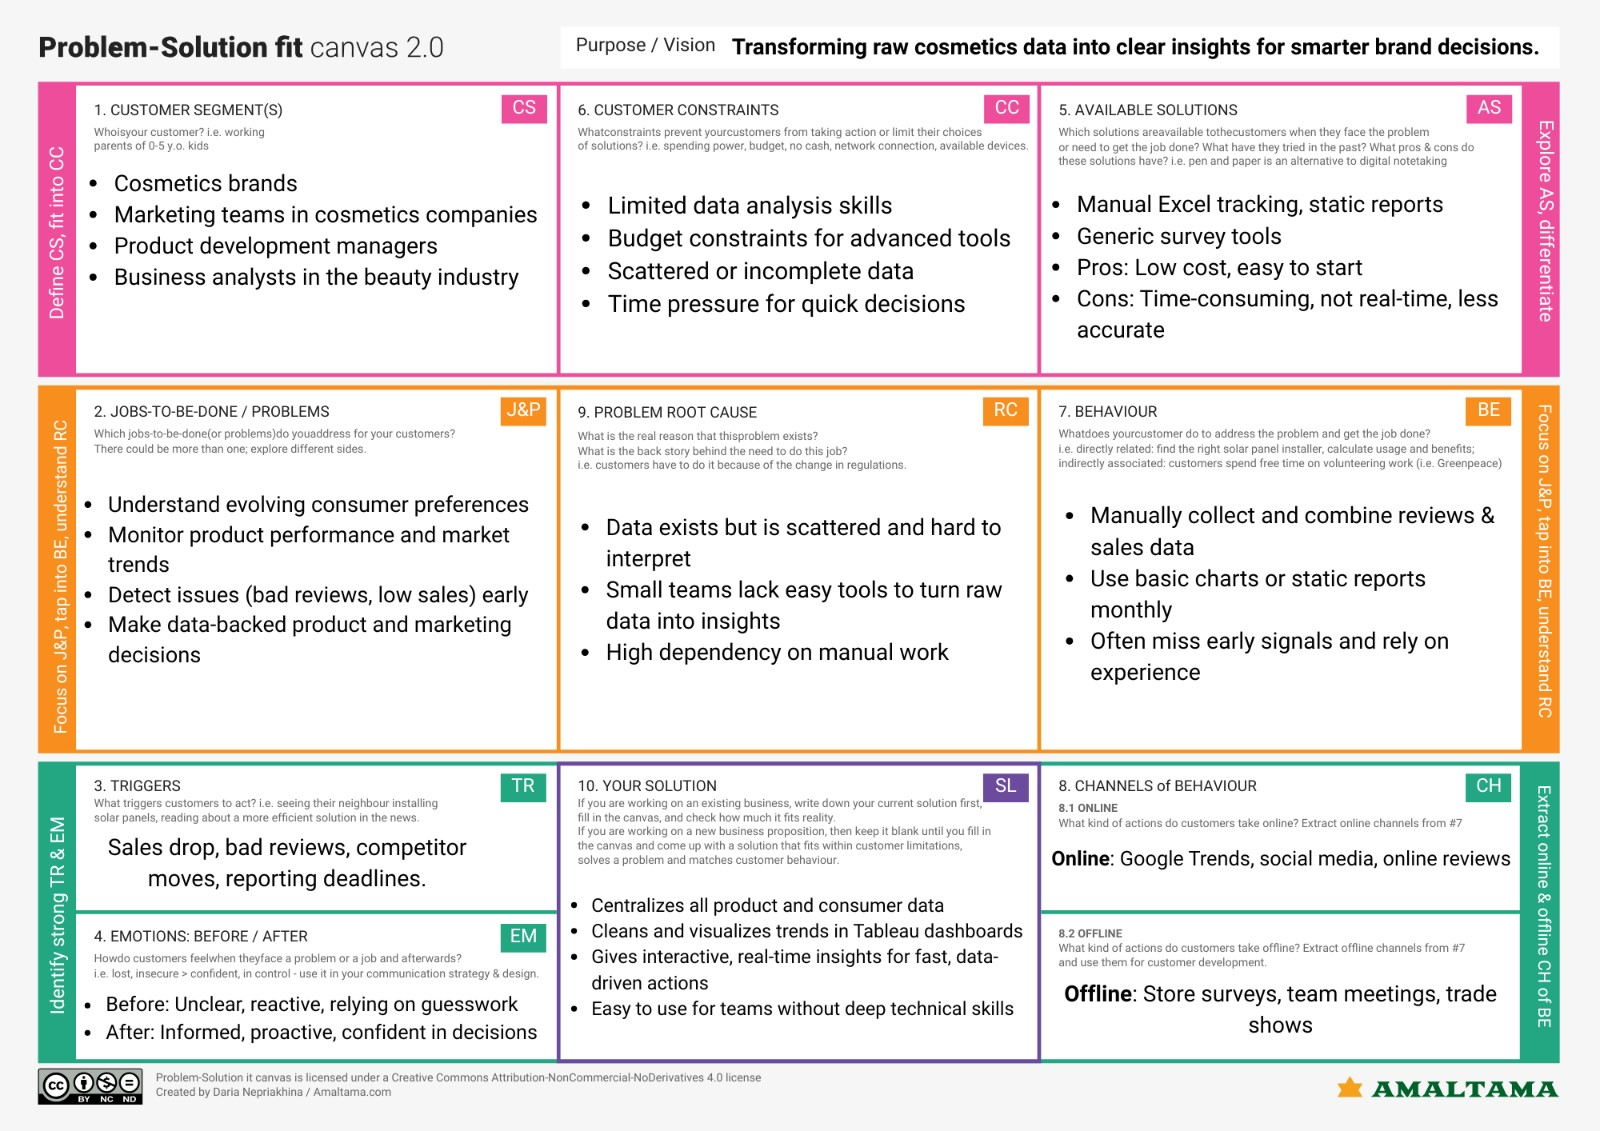 Problem-Solution fit canvas 2.0
Purpose / Vision Transforming raw cosmetics data into clear insights for smarter brand decisions.
Define CS, fit into CC
1. CUSTOMER SEGMENT(S)
CS
Whoisyour customer? i.e. working
parents of 0-5 y.o. kids
• Cosmetics brands
• Marketing teams in cosmetics companies
• Product development managers
• Business analysts in the beauty industry
6. CUSTOMER CONSTRAINTS
CC
Whatconstraints prevent yourcustomers from taking action or limit their choices
of solutions? i.e. spending power, budget, no cash, network connection, available devices.
• Limited data analysis skills
• Budget constraints for advanced tools
• Scattered or incomplete data
• Time pressure for quick decisions
5. AVAILABLE SOLUTIONS
AS
Which solutions areavailable tothecustomers when they face the problem
or need to get the job done? What have they tried in the past? What pros & cons do
these solutions have? i.e. pen and paper is an alternative to digital notetaking
• Manual Excel tracking, static reports
• Generic survey tools
• Pros: Low cost, easy to start
• Cons: Time-consuming, not real-time, less
accurate
Explore AS, differentiate
Focus on J&P, tap into BE, understand RC
2. JOBS-TO-BE-DONE / PROBLEMS
J&P
Which jobs-to-be-done(or problems)do youaddress for your customers?
There could be more than one; explore different sides.
• Understand evolving consumer preferences
• Monitor product performance and market
trends
• Detect issues (bad reviews, low sales) early
• Make data-backed product and marketing
decisions
9. PROBLEM ROOT CAUSE
RC
What is the real reason that thisproblem exists?
What is the back story behind the need to do this job?
i.e. customers have to do it because of the change in regulations.
• Data exists but is scattered and hard to
interpret
• Small teams lack easy tools to turn raw
data into insights
• High dependency on manual work
7. BEHAVIOUR
BE
Whatdoes yourcustomer do to address the problem and get the job done?
i.e. directly related: find the right solar panel installer, calculate usage and benefits;
indirectly associated: customers spend free time on volunteering work (i.e. Greenpeace)
• Manually collect and combine reviews &
sales data
• Use basic charts or static reports
monthly
• Often miss early signals and rely on
experience
Focus on J&P, tap into BE, understand RC
Identify strong TR & EM
3. TRIGGERS
TR
What triggers customers to act? i.e. seeing their neighbour installing
solar panels, reading about a more efficient solution in the news.
Sales drop, bad reviews, competitor
moves, reporting deadlines.
4. EMOTIONS: BEFORE / AFTER
EM
Howdo customers feelwhen theyface a problem or a job and afterwards?
i.e. lost, insecure > confident, in control - use it in your communication strategy & design.
• Before: Unclear, reactive, relying on guesswork
• After: Informed, proactive, confident in decisions
10. YOUR SOLUTION
SL
If you are working on an existing business, write down your current solution first,
fill in the canvas, and check how much it fits reality.
If you are working on a new business proposition, then keep it blank until you fill in
the canvas and come up with a solution that fits within customer limitations,
solves a problem and matches customer behaviour.
• Centralizes all product and consumer data
• Cleans and visualizes trends in Tableau dashboards
• Gives interactive, real-time insights for fast, data-
driven actions
• Easy to use for teams without deep technical skills
8. CHANNELS of BEHAVIOUR
CH
8.1 ONLINE
What kind of actions do customers take online? Extract online channels from #7
Online: Google Trends, social media, online reviews
8.2 OFFLINE
What kind of actions do customers take offline? Extract offline channels from #7
and use them for customer development.
Offline: Store surveys, team meetings, trade
shows
Extract online & offline CH of BE
cc BY NC ND
Problem-Solution it canvas is licensed under a Creative Commons Attribution-NonCommercial-NoDerivatives 4.0 license
Created by Daria Nepriakhina / Amaltama.com
AMALTAMA